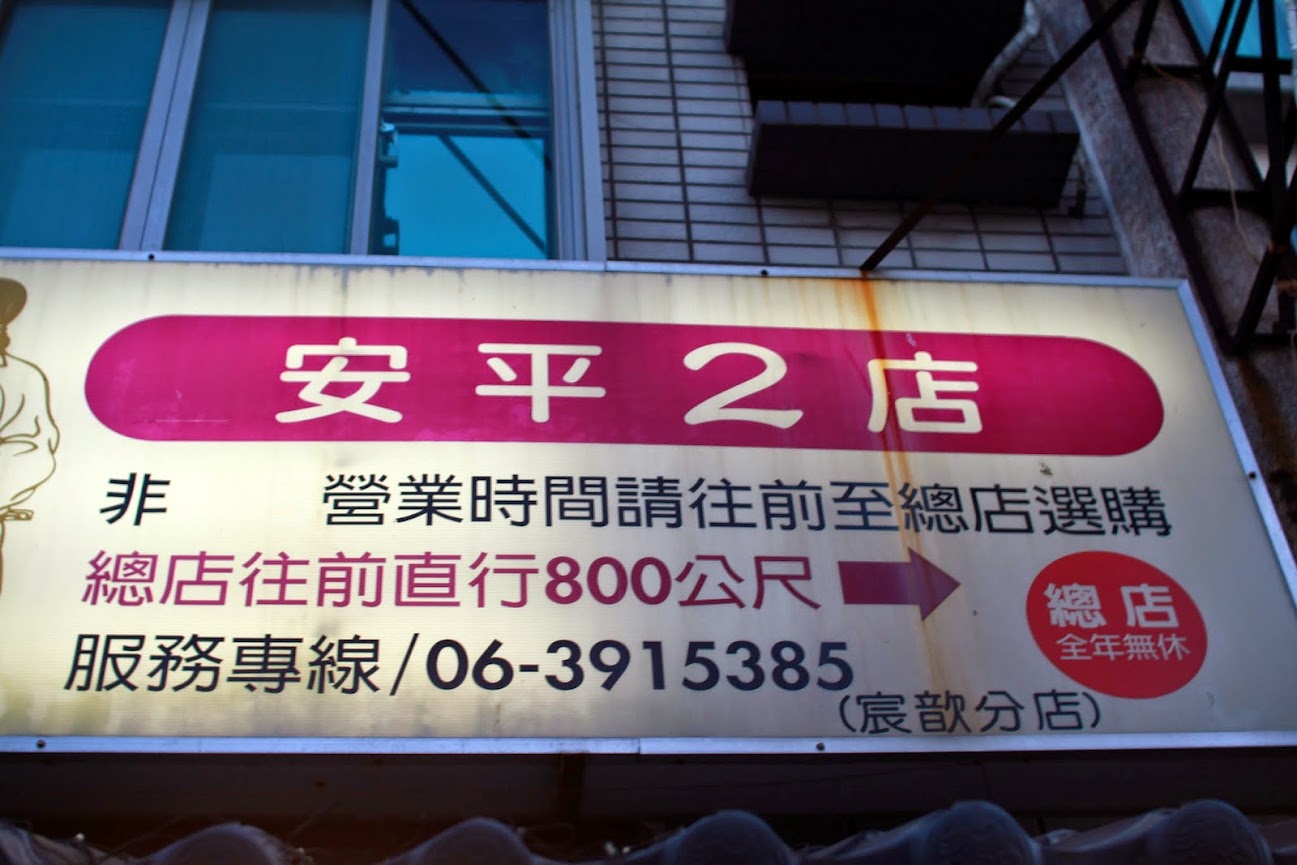 安平2店
非 營業時間請往前至總店選購
總店往前直行800公尺
總店
全年無休
服務專線/06-3915385
(宸歆分店)